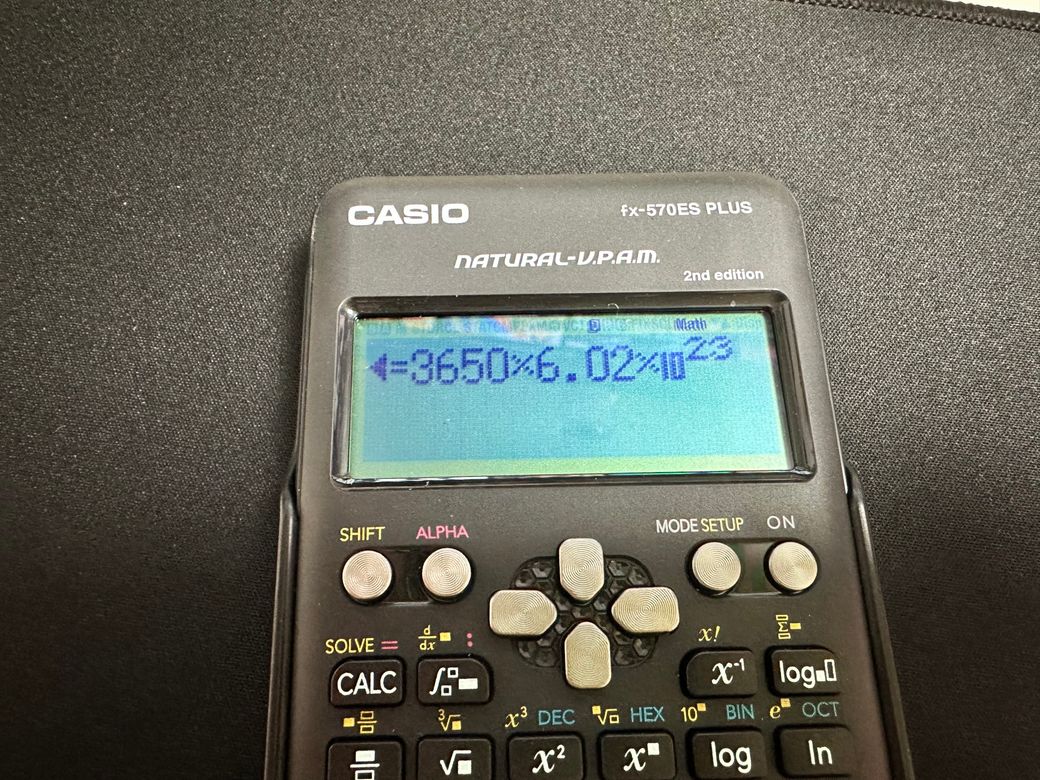 CASIO fx-570ES PLUS
NATURAL-V.P.A.M.
2nd edition
Math
◀=3650×6.02×10²³
SHIFT ALPHA MODE SETUP ON
SOLVE = d/dx■ : x! Σ■
CALC ∫■ x⁻¹ log■□
■□/□ ³√■ x³ DEC ■√□ HEX 10■ BIN e■ OCT
■/□ √■ x² x■ log ln